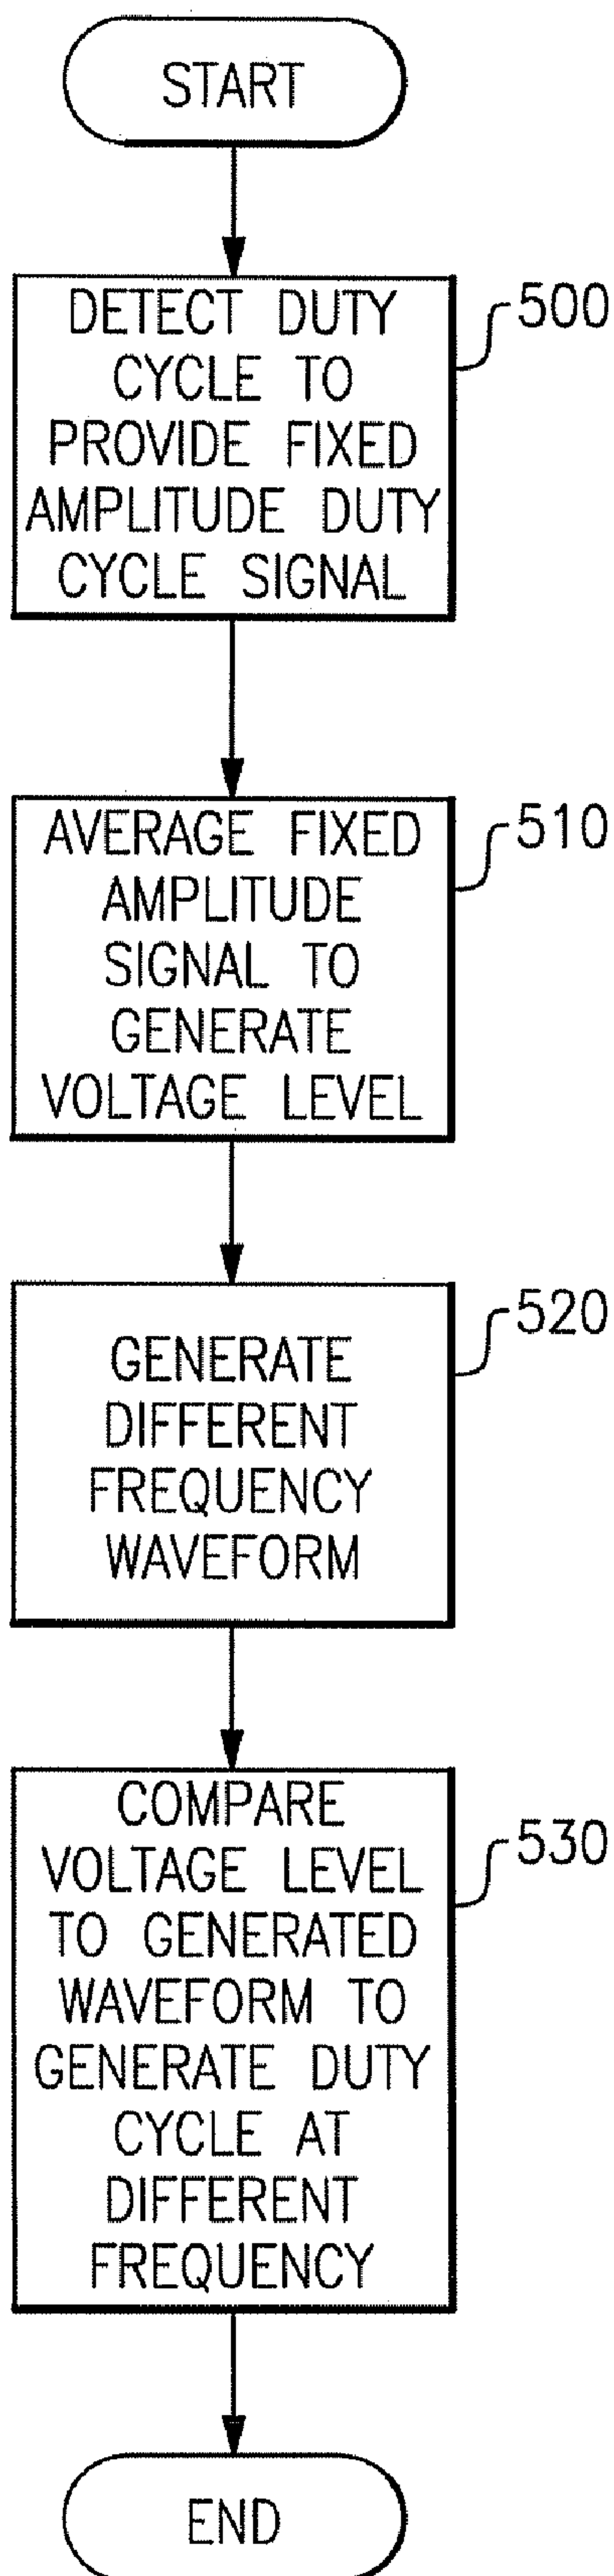 START
DETECT DUTY
CYCLE TO
PROVIDE FIXED
AMPLITUDE DUTY
CYCLE SIGNAL
500
AVERAGE FIXED
AMPLITUDE
SIGNAL TO
GENERATE
VOLTAGE LEVEL
510
GENERATE
DIFFERENT
FREQUENCY
WAVEFORM
520
COMPARE
VOLTAGE LEVEL
TO GENERATED
WAVEFORM TO
GENERATE DUTY
CYCLE AT
DIFFERENT
FREQUENCY
530
END